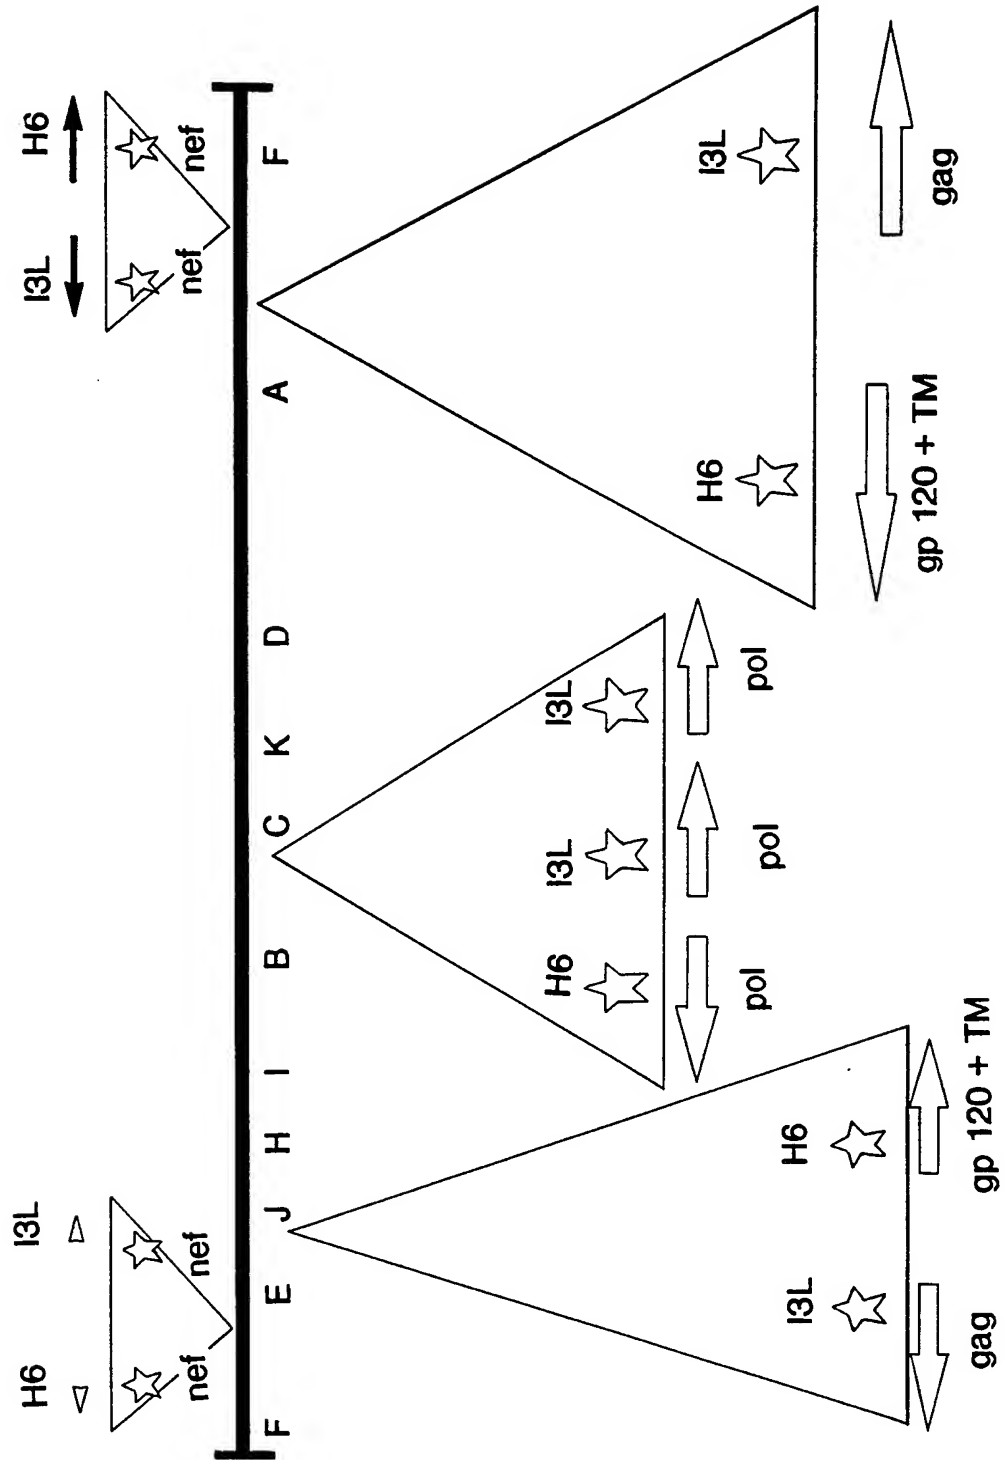 H6 I3L I3L H6
nef nef nef nef
F E J H I B C K D A F
H6 I3L I3L
pol pol pol
I3L H6 H6 I3L
gag gp 120 + TM gp 120 + TM gag